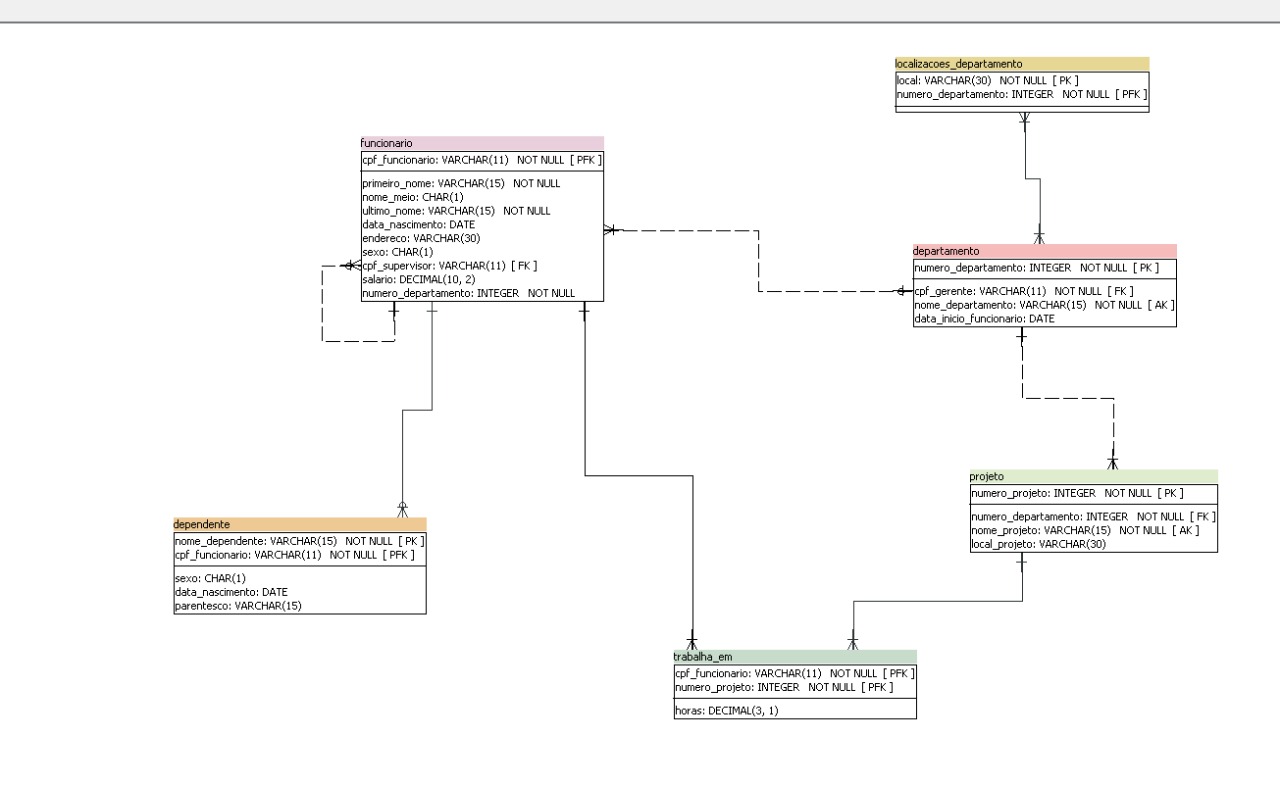 localizacoes_departamento
local: VARCHAR(30) NOT NULL [ PK ]
numero_departamento: INTEGER NOT NULL [ PFK ]
funcionario
cpf_funcionario: VARCHAR(11) NOT NULL [ PFK ]
primeiro_nome: VARCHAR(15) NOT NULL
nome_meio: CHAR(1)
ultimo_nome: VARCHAR(15) NOT NULL
data_nascimento: DATE
endereco: VARCHAR(30)
sexo: CHAR(1)
cpf_supervisor: VARCHAR(11) [ FK ]
salario: DECIMAL(10, 2)
numero_departamento: INTEGER NOT NULL
departamento
numero_departamento: INTEGER NOT NULL [ PK ]
cpf_gerente: VARCHAR(11) NOT NULL [ FK ]
nome_departamento: VARCHAR(15) NOT NULL [ AK ]
data_inicio_funcionario: DATE
projeto
numero_projeto: INTEGER NOT NULL [ PK ]
numero_departamento: INTEGER NOT NULL [ FK ]
nome_projeto: VARCHAR(15) NOT NULL [ AK ]
local_projeto: VARCHAR(30)
dependente
nome_dependente: VARCHAR(15) NOT NULL [ PK ]
cpf_funcionario: VARCHAR(11) NOT NULL [ PFK ]
sexo: CHAR(1)
data_nascimento: DATE
parentesco: VARCHAR(15)
trabalha_em
cpf_funcionario: VARCHAR(11) NOT NULL [ PFK ]
numero_projeto: INTEGER NOT NULL [ PFK ]
horas: DECIMAL(3, 1)